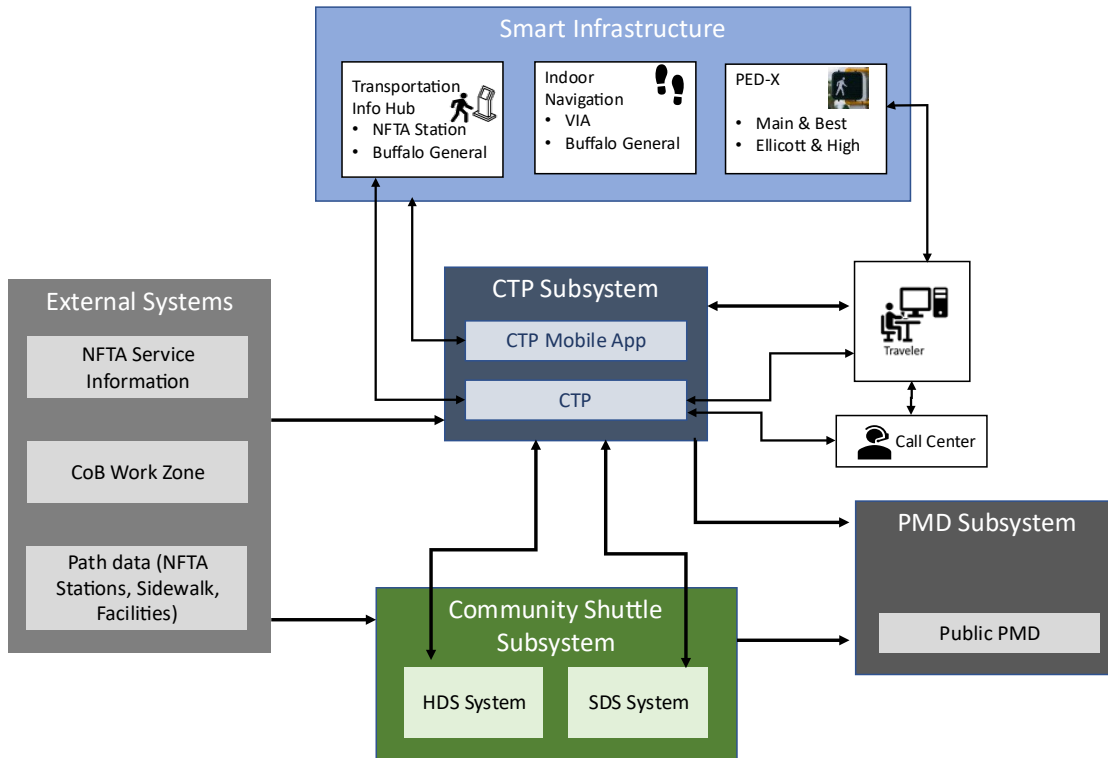 Smart Infrastructure
Transportation
Info Hub
• NFTA Station
• Buffalo General
Indoor
Navigation
• VIA
• Buffalo General
PED-X
• Main & Best
• Ellicott & High
External Systems
NFTA Service
Information
CoB Work Zone
Path data (NFTA
Stations, Sidewalk,
Facilities)
CTP Subsystem
CTP Mobile App
CTP
Traveler
Call Center
PMD Subsystem
Public PMD
Community Shuttle
Subsystem
HDS System
SDS System